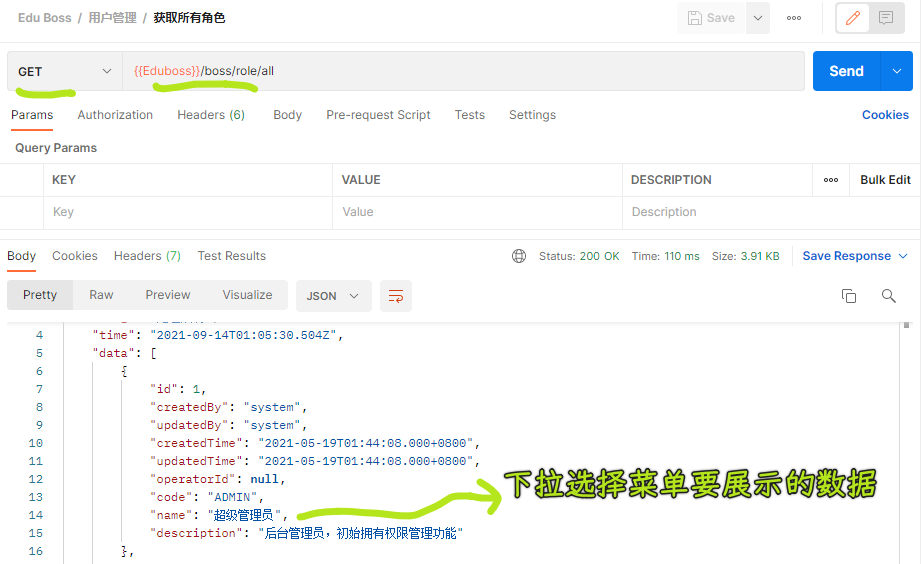 Edu Boss / 用户管理 / 获取所有角色
Save
GET
{{Eduboss}}/boss/role/all
Send
Params Authorization Headers (6) Body Pre-request Script Tests Settings
Cookies
Query Params
KEY VALUE DESCRIPTION
Bulk Edit
Key Value Description
Body Cookies Headers (7) Test Results
Status: 200 OK Time: 110 ms Size: 3.91 KB
Save Response
Pretty Raw Preview Visualize
JSON
4 "time": "2021-09-14T01:05:30.504Z",
5 "data": [
6 {
7 "id": 1,
8 "createdBy": "system",
9 "updatedBy": "system",
10 "createdTime": "2021-05-19T01:44:08.000+0800",
11 "updatedTime": "2021-05-19T01:44:08.000+0800",
12 "operatorId": null,
13 "code": "ADMIN",
14 "name": "超级管理员",
下拉选择菜单要展示的数据
15 "description": "后台管理员，初始拥有权限管理功能"
16 },